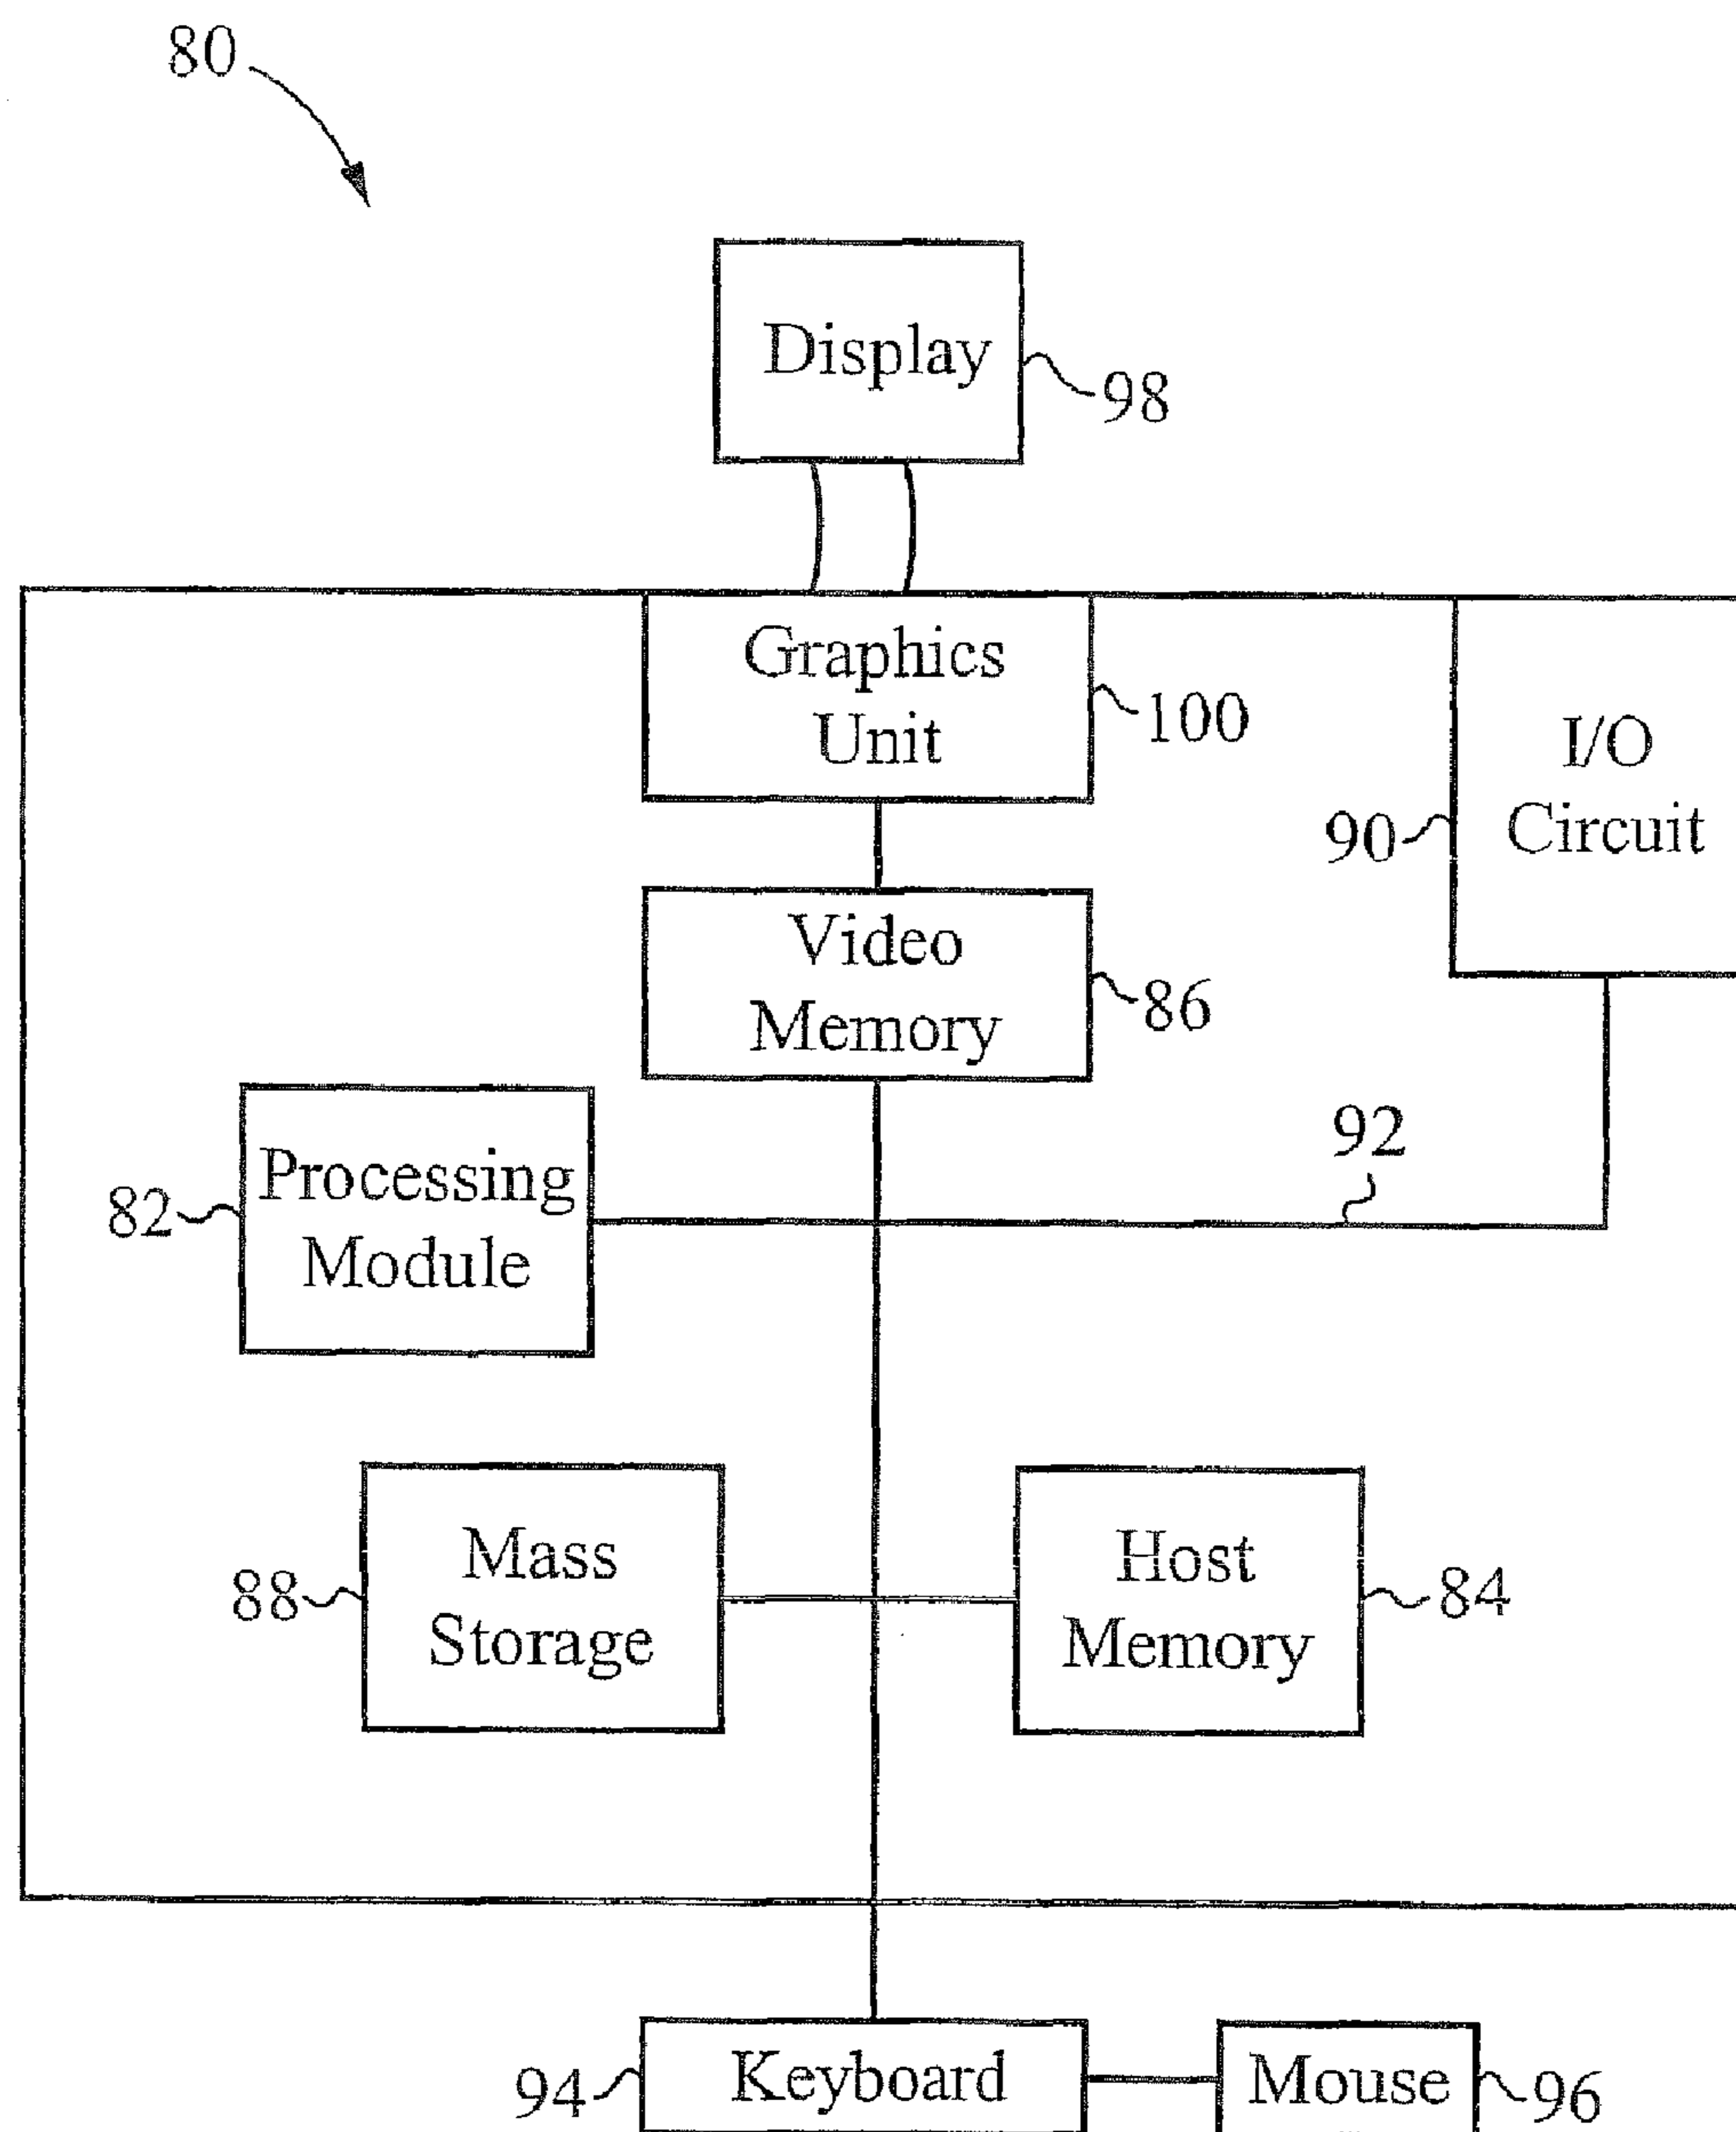 80
Display
98
Graphics
Unit
100
I/O
Circuit
90
Video
Memory
86
92
Processing
Module
82
Mass
Storage
88
Host
Memory
84
Keyboard
94
Mouse
96